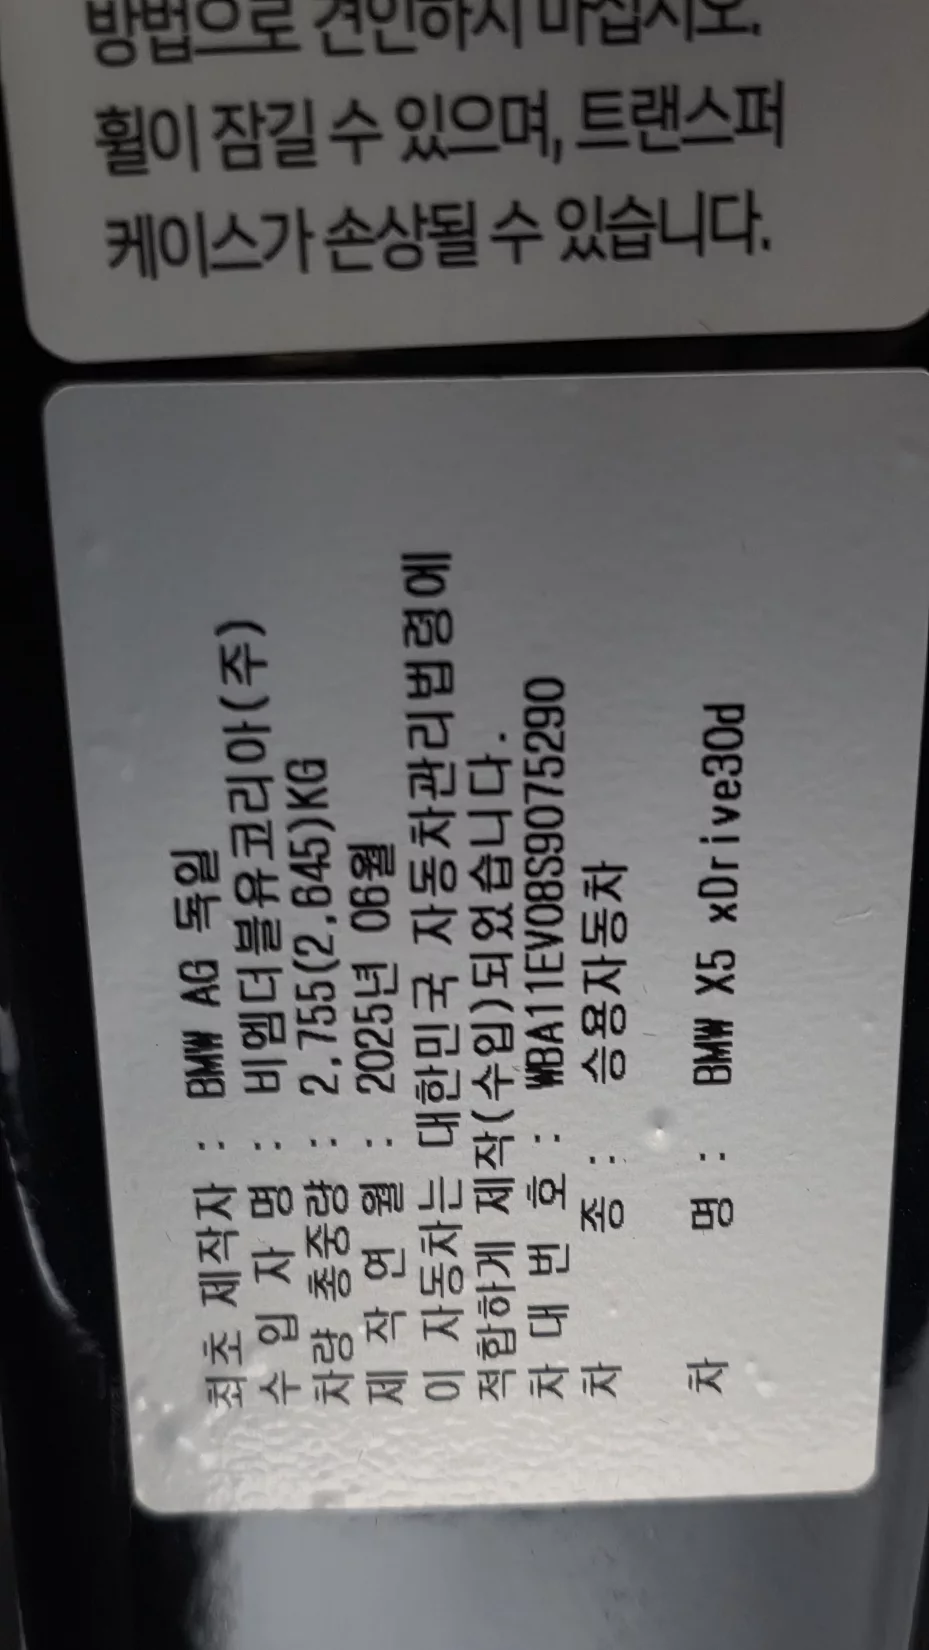 방법으로 견인하지 마십시오.
휠이 잠길 수 있으며, 트랜스퍼
케이스가 손상될 수 있습니다.
최초 제작자 : BMW AG 독일
수 입 자 명 : 비엠더블유코리아(주)
차량 총중량 : 2,755(2,645)KG
제 작 연 월 : 2025년 06월
이 자동차는 대한민국 자동차관리법령에
적합하게 제작(수입)되었습니다.
차 대 번 호 : WBA11EV08S9075290
차 종 : 승용자동차
차 명 : BMW X5 xDrive30d